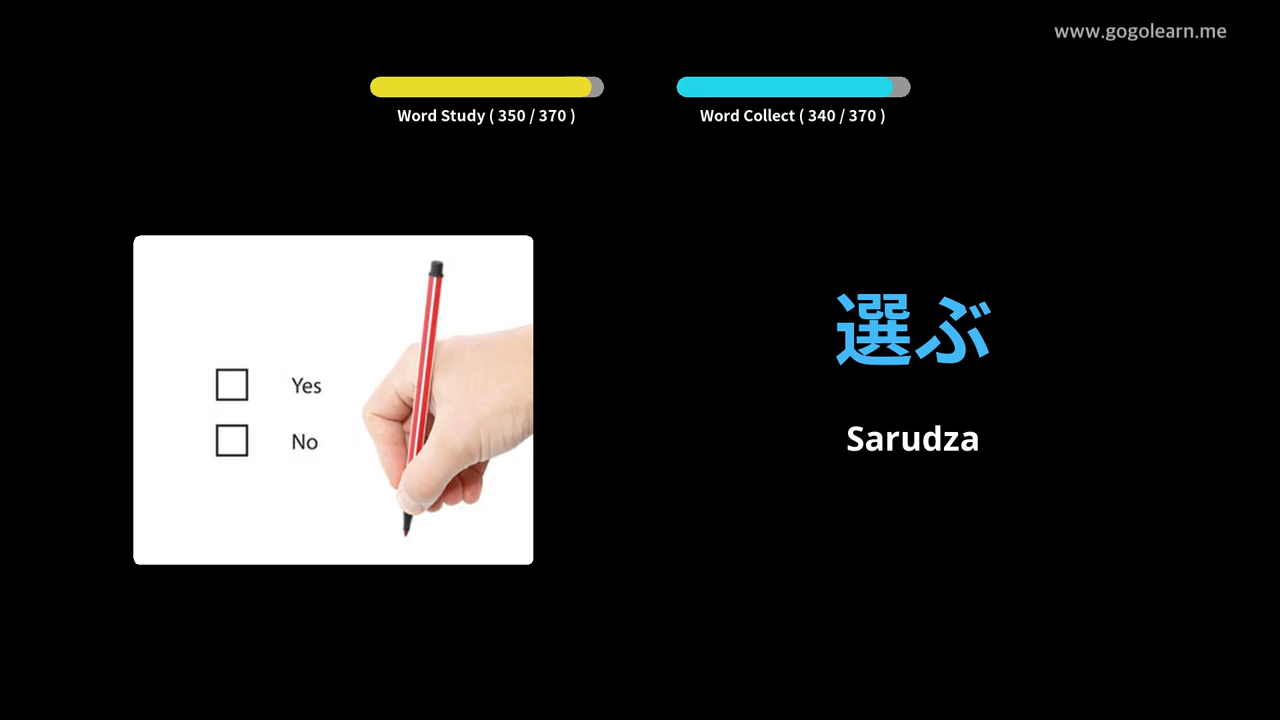 www.gogolearn.me
Word Study ( 350 / 370 )
Word Collect ( 340 / 370 )
Yes
No
選ぶ
Sarudza